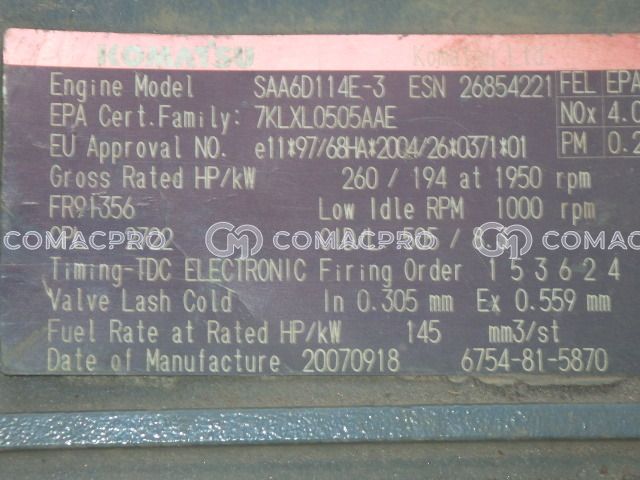 KOMATSU Komatsu Ltd
Engine Model SAA6D114E-3 ESN 26854221 FEL EPA
EPA Cert.Family: 7KLXL0505AAE NOx 4.0
EU Approval NO. e11*97/68HA*2004/26*0371*01 PM 0.2
Gross Rated HP/kW 260 / 194 at 1950 rpm
FR91356 Low Idle RPM 1000 rpm
COMACPRO COMACPRO COMACPRO
Timing-TDC ELECTRONIC Firing Order 1 5 3 6 2 4
Valve Lash Cold In 0.305 mm Ex 0.559 mm
Fuel Rate at Rated HP/kW 145 mm3/st
Date of Manufacture 20070918 6754-81-5870